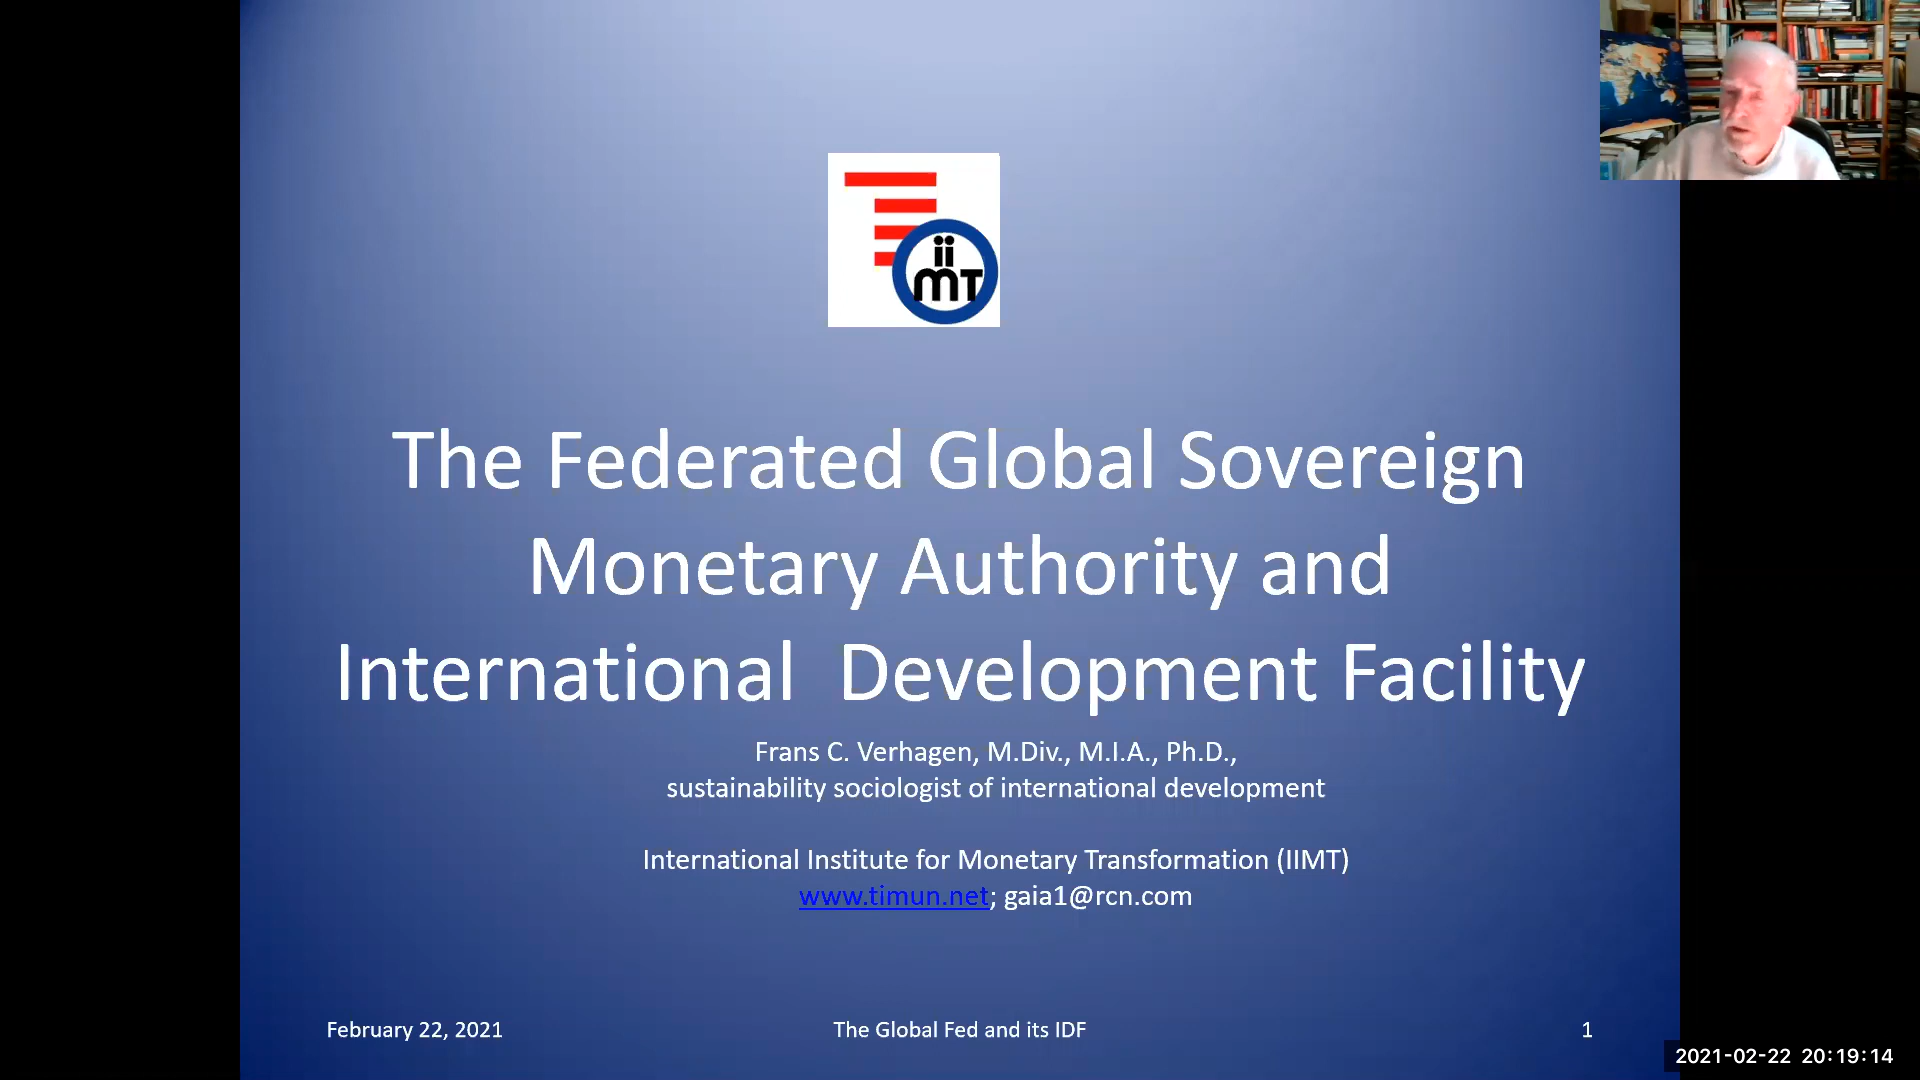 ii
mT
The Federated Global Sovereign
Monetary Authority and
International  Development Facility
Frans C. Verhagen, M.Div., M.I.A., Ph.D.,
sustainability sociologist of international development
International Institute for Monetary Transformation (IIMT)
www.timun.net; gaia1@rcn.com
February 22, 2021
The Global Fed and its IDF
1
2021-02-22 20:19:14